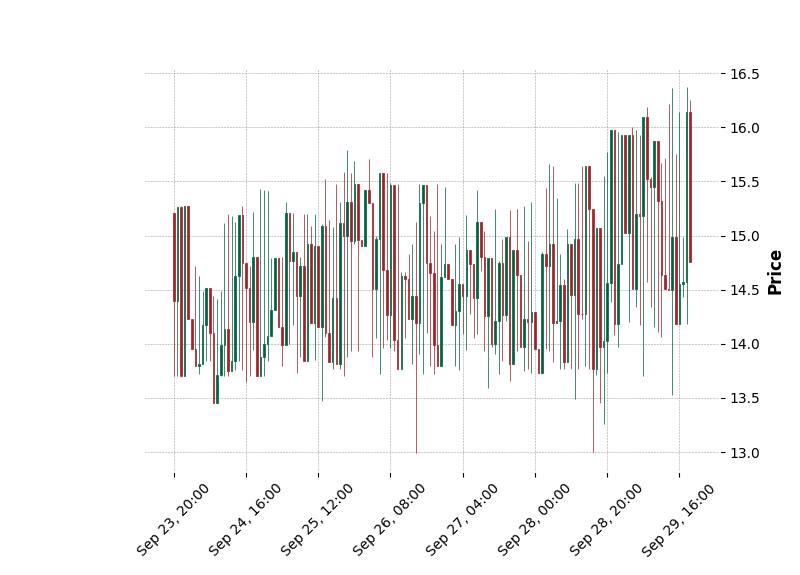 16.5
16.0
15.5
15.0
14.5
14.0
13.5
13.0
Price
Sep 23, 20:00
Sep 24, 16:00
Sep 25, 12:00
Sep 26, 08:00
Sep 27, 04:00
Sep 28, 00:00
Sep 28, 20:00
Sep 29, 16:00